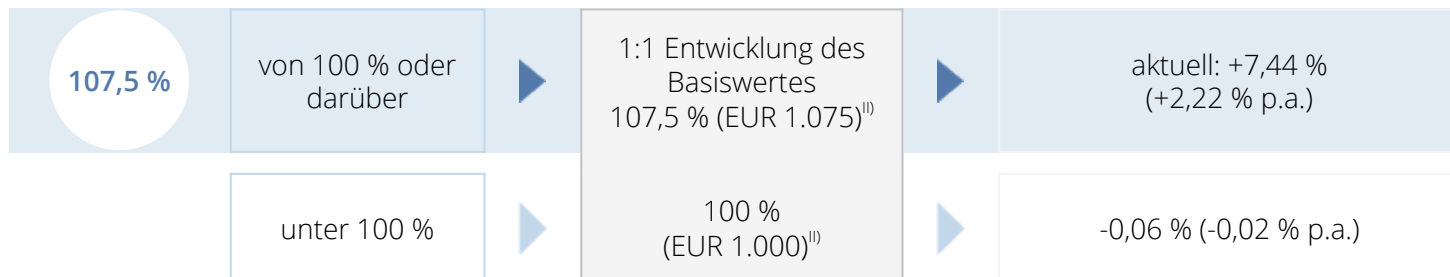 107,5 %
von 100 % oder
darüber
1:1 Entwicklung des
Basiswertes
107,5 % (EUR 1.075)II)
aktuell: +7,44 %
(+2,22 % p.a.)
unter 100 %
100 %
(EUR 1.000)II)
-0,06 % (-0,02 % p.a.)